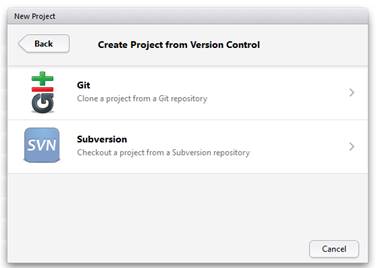 New Project
Back
Create Project from Version Control
Git
Clone a project from a Git repository
SVN
Subversion
Checkout a project from a Subversion repository
Cancel